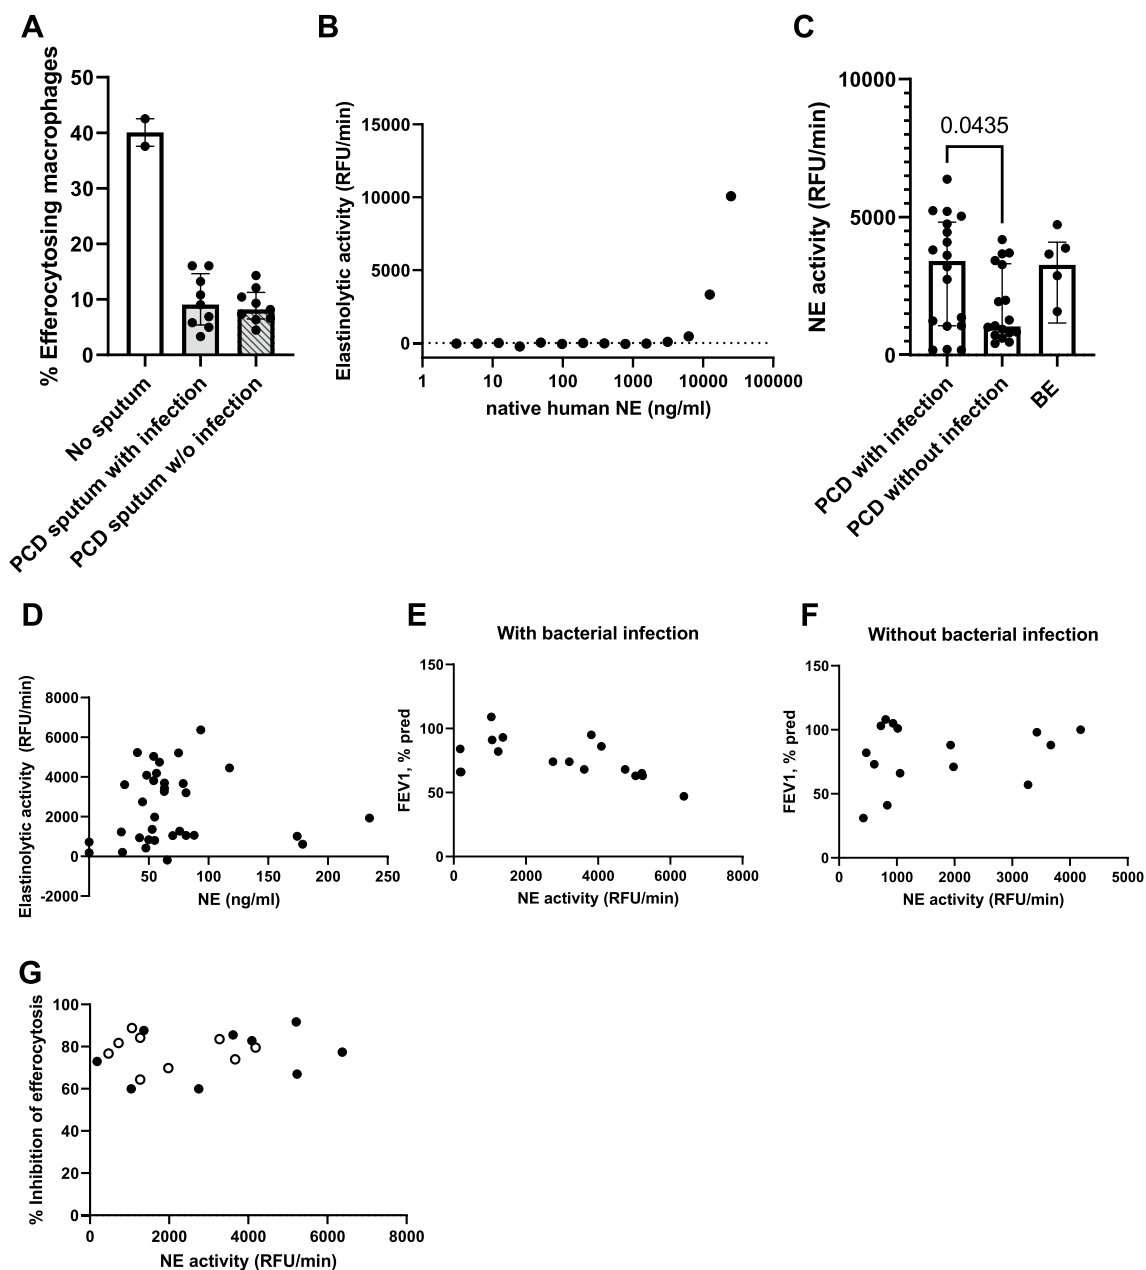 A
% Efferocytosing macrophages
50
40
30
20
10
0
No sputum
PCD sputum with infection
PCD sputum w/o infection
B
Elastinolytic activity (RFU/min)
15000
10000
5000
0
1
10
100
1000
10000
100000
native human NE (ng/ml)
C
NE activity (RFU/min)
10000
5000
0
0.0435
PCD with infection
PCD without infection
BE
D
Elastinolytic activity (RFU/min)
8000
6000
4000
2000
0
-2000
50
100
150
200
250
NE (ng/ml)
E
With bacterial infection
FEV1, % pred
150
100
50
0
0
2000
4000
6000
8000
NE activity (RFU/min)
F
Without bacterial infection
FEV1, % pred
150
100
50
0
0
1000
2000
3000
4000
5000
NE activity (RFU/min)
G
% Inhibition of efferocytosis
100
80
60
40
20
0
0
2000
4000
6000
8000
NE activity (RFU/min)